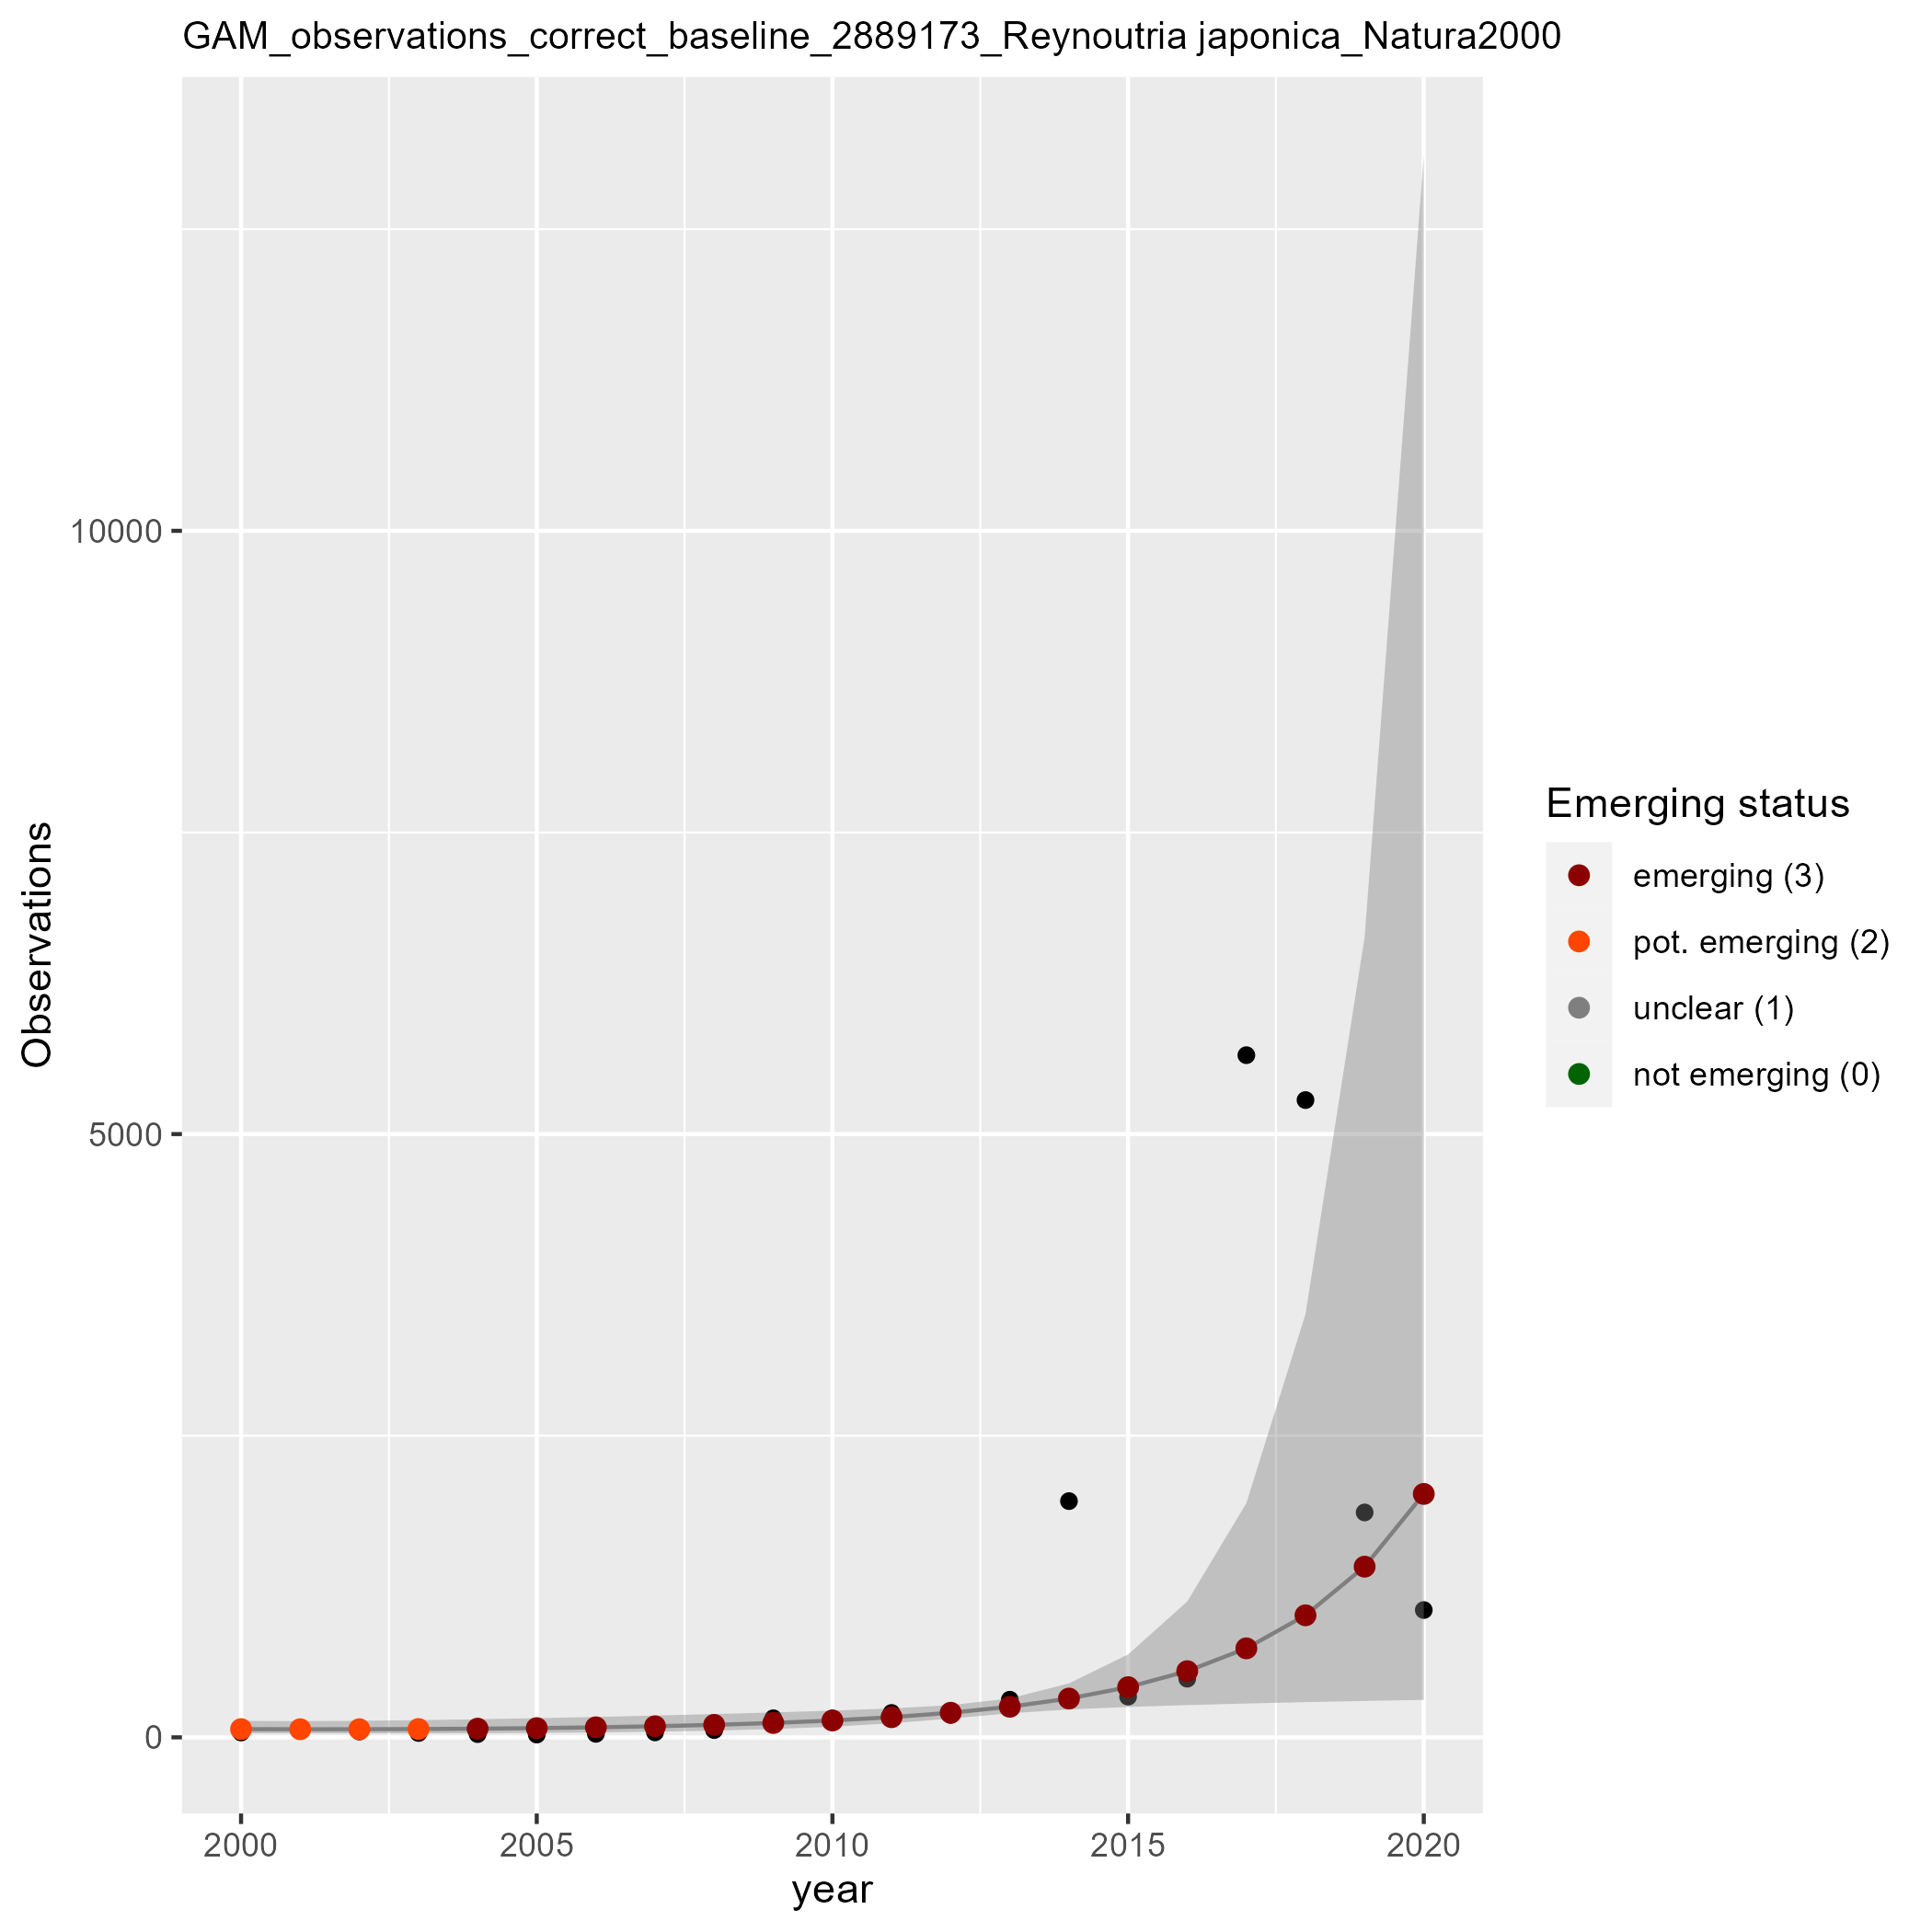 GAM_observations_correct_baseline_2889173_Reynoutria japonica_Natura2000
Observations
10000
5000
0
2000 2005 2010 2015 2020
year
Emerging status
emerging (3)
pot. emerging (2)
unclear (1)
not emerging (0)